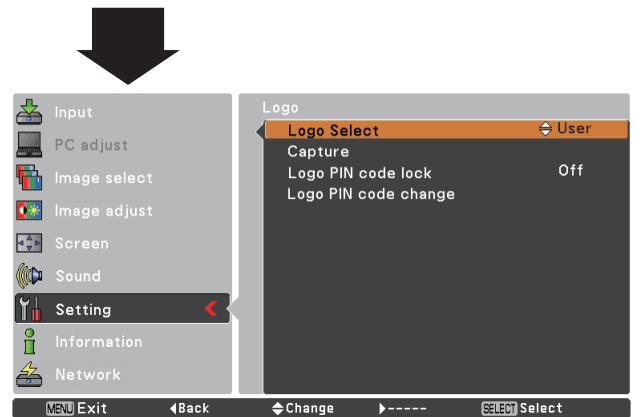 Input
PC adjust
Image select
Image adjust
Screen
Sound
Setting
Information
Network
Logo
Logo Select User
Capture
Logo PIN code lock Off
Logo PIN code change
MENU Exit ◀Back Change ▶----- SELECT Select